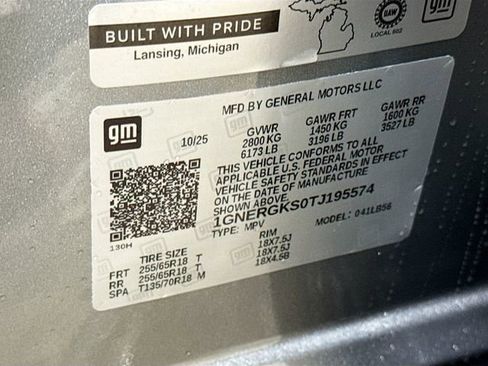 BUILT WITH PRIDE
Lansing, Michigan
UAW
LOCAL 602
gm
MFD BY GENERAL MOTORS LLC
gm
10/25
GVWR GAWR FRT GAWR RR
2800 KG 1450 KG 1600 KG
6173 LB 3196 LB 3527 LB
THIS VEHICLE CONFORMS TO ALL
APPLICABLE U.S. FEDERAL MOTOR
VEHICLE SAFETY STANDARDS IN EFFECT
ON THE DATE OF MANUFACTURE
SHOWN ABOVE.
1GNERGKS0TJ195574
TYPE: MPV MODEL: 041LB56
130H
TIRE SIZE RIM
FRT 255/65R18 T 18X7.5J
RR 255/65R18 T 18X7.5J
SPA T135/70R18 M 18X4.5B